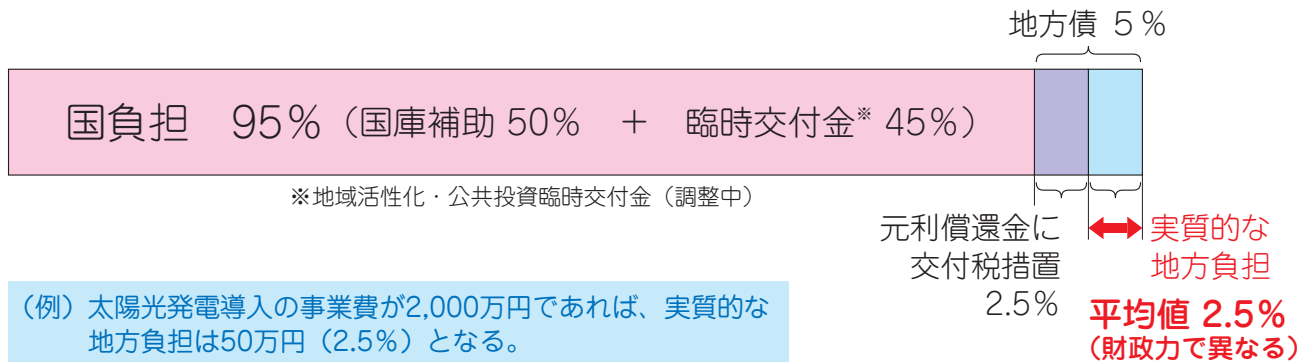 地方債 5%
国負担 95%(国庫補助 50% + 臨時交付金※ 45%)
※地域活性化・公共投資臨時交付金(調整中)
元利償還金に
交付税措置
2.5%
実質的な
地方負担
平均値 2.5%
(財政力で異なる)
(例)太陽光発電導入の事業費が2,000万円であれば、実質的な
地方負担は50万円(2.5%)となる。